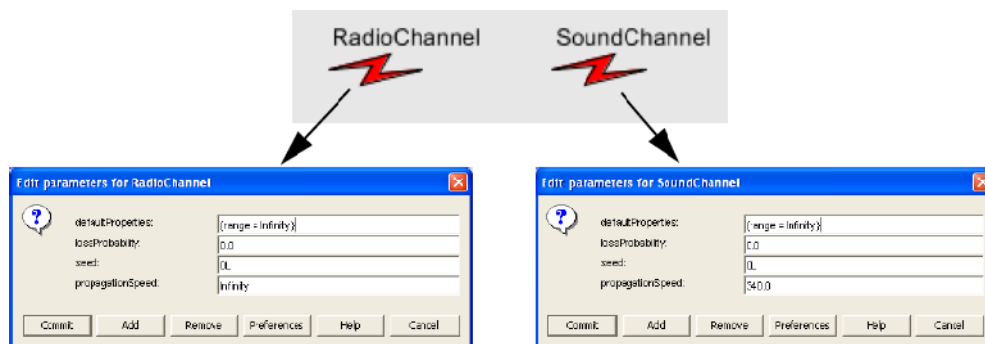 RadioChannel SoundChannel
Edit parameters for RadioChannel
defaultProperties: {range = Infinity}
lossProbability: 0.0
seed: 0L
propagationSpeed: Infinity
Commit Add Remove Preferences Help Cancel
Edit parameters for SoundChannel
defaultProperties: {range = Infinity}
lossProbability: 0.0
seed: 0L
propagationSpeed: 340.0
Commit Add Remove Preferences Help Cancel